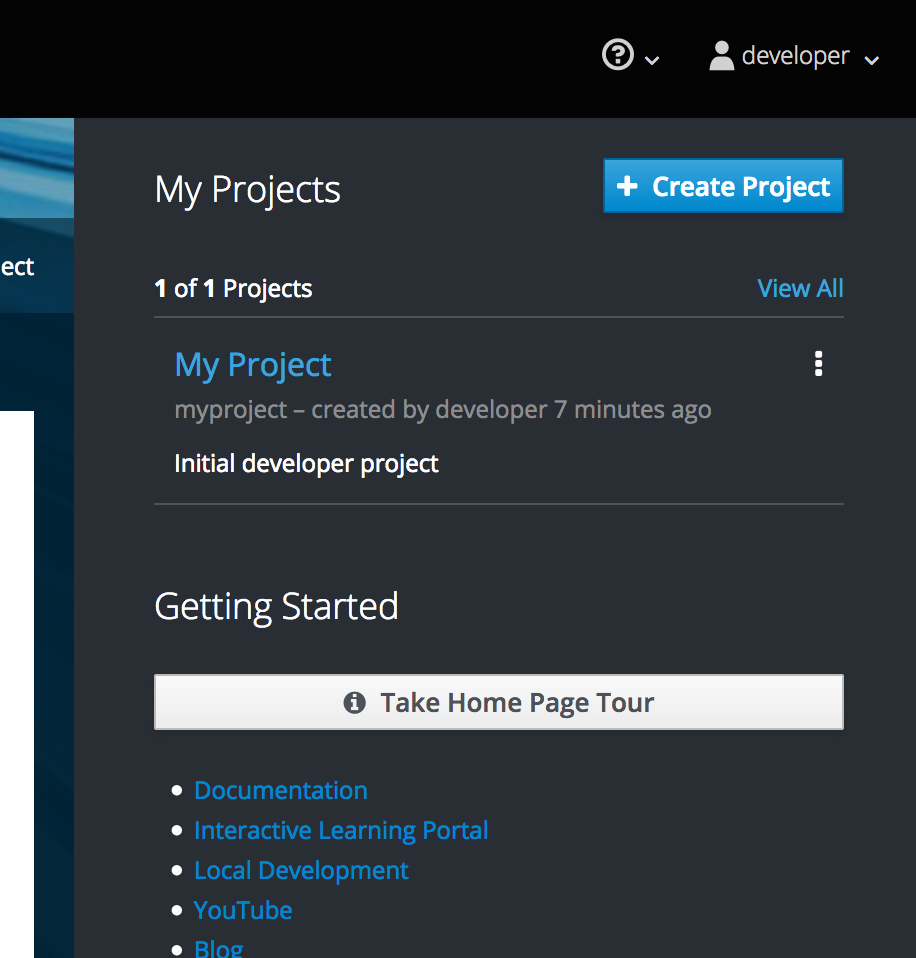 developer
My Projects
Create Project
ect
1 of 1 Projects
View All
My Project
myproject – created by developer 7 minutes ago
Initial developer project
Getting Started
Take Home Page Tour
Documentation
Interactive Learning Portal
Local Development
YouTube
Blog